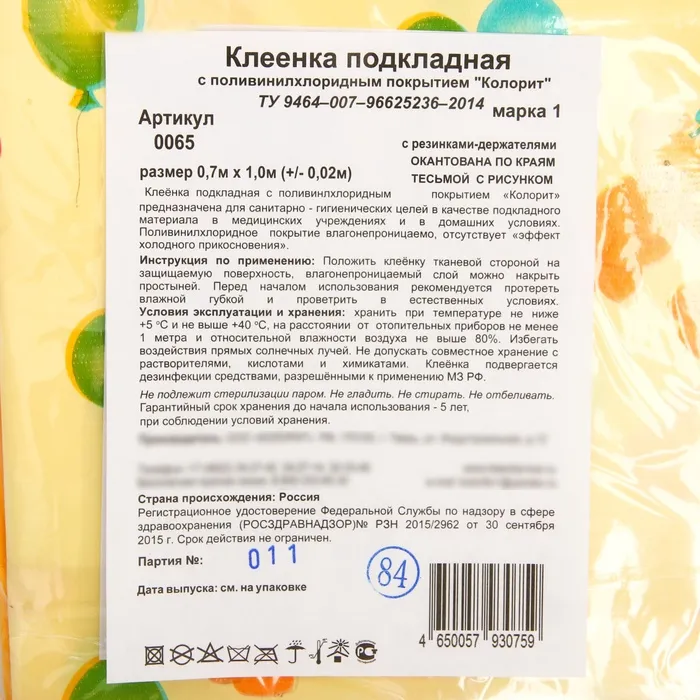 Клеенка подкладная
с поливинилхлоридным покрытием "Колорит"
ТУ 9464–007–96625236–2014 марка 1
Артикул
0065
размер 0,7м х 1,0м (+/- 0,02м)
с резинками-держателями
ОКАНТОВАНА ПО КРАЯМ
ТЕСЬМОЙ С РИСУНКОМ
Клеёнка подкладная с поливинлхлоридным покрытием «Колорит»
предназначена для санитарно - гигиенических целей в качестве подкладного
материала в медицинских учреждениях и в домашних условиях.
Поливинилхлоридное покрытие влагонепроницаемо, отсутствует «эффект
холодного прикосновения».
Инструкция по применению: Положить клеёнку тканевой стороной на
защищаемую поверхность, влагонепроницаемый слой можно накрыть
простыней. Перед началом использования рекомендуется протереть
влажной губкой и проветрить в естественных условиях.
Условия эксплуатации и хранения: хранить при температуре не ниже
+5 °С и не выше +40 °С, на расстоянии от отопительных приборов не менее
1 метра и относительной влажности воздуха не выше 80%. Избегать
воздействия прямых солнечных лучей. Не допускать совместное хранение с
растворителями, кислотами и химикатами. Клеёнка подвергается
дезинфекции средствами, разрешёнными к применению МЗ РФ.
Не подлежит стерилизации паром. Не гладить. Не стирать. Не отбеливать.
Гарантийный срок хранения до начала использования - 5 лет,
при соблюдении условий хранения.
Страна происхождения: Россия
Регистрационное удостоверение Федеральной Службы по надзору в сфере
здравоохранения (РОСЗДРАВНАДЗОР)№ РЗН 2015/2962 от 30 сентября
2015 г. Срок действия не ограничен.
Партия №: 011
84
Дата выпуска: см. на упаковке
4 650057 930759